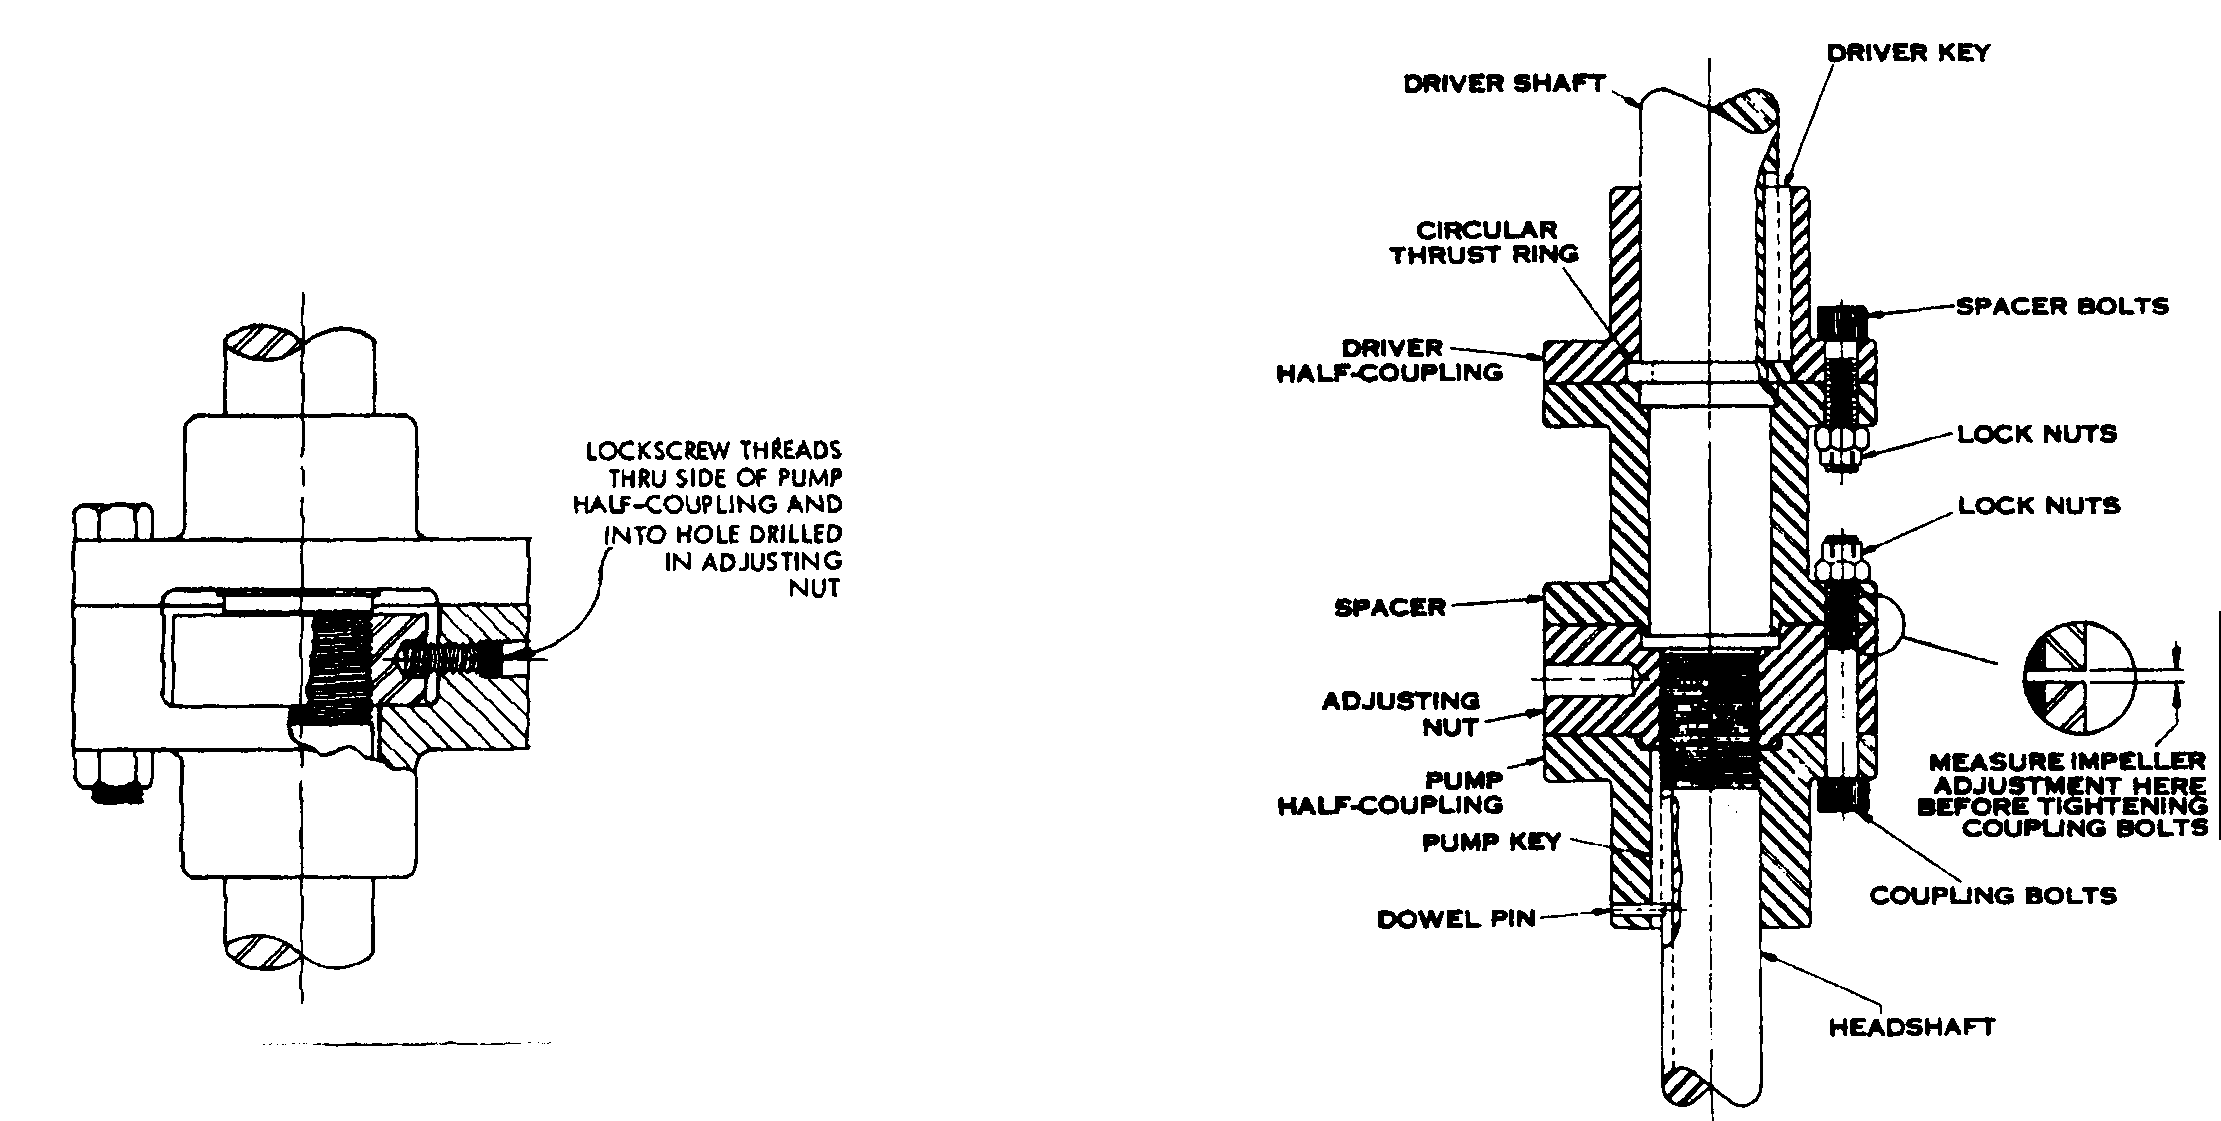 LOCKSCREW THREADS
THRU SIDE OF PUMP
HALF-COUPLING AND
INTO HOLE DRILLED
IN ADJUSTING
NUT
DRIVER KEY
DRIVER SHAFT
CIRCULAR
THRUST RING
SPACER BOLTS
DRIVER
HALF-COUPLING
LOCK NUTS
LOCK NUTS
SPACER
ADJUSTING
NUT
MEASURE IMPELLER
ADJUSTMENT HERE
BEFORE TIGHTENING
COUPLING BOLTS
PUMP
HALF-COUPLING
PUMP KEY
COUPLING BOLTS
DOWEL PIN
HEADSHAFT